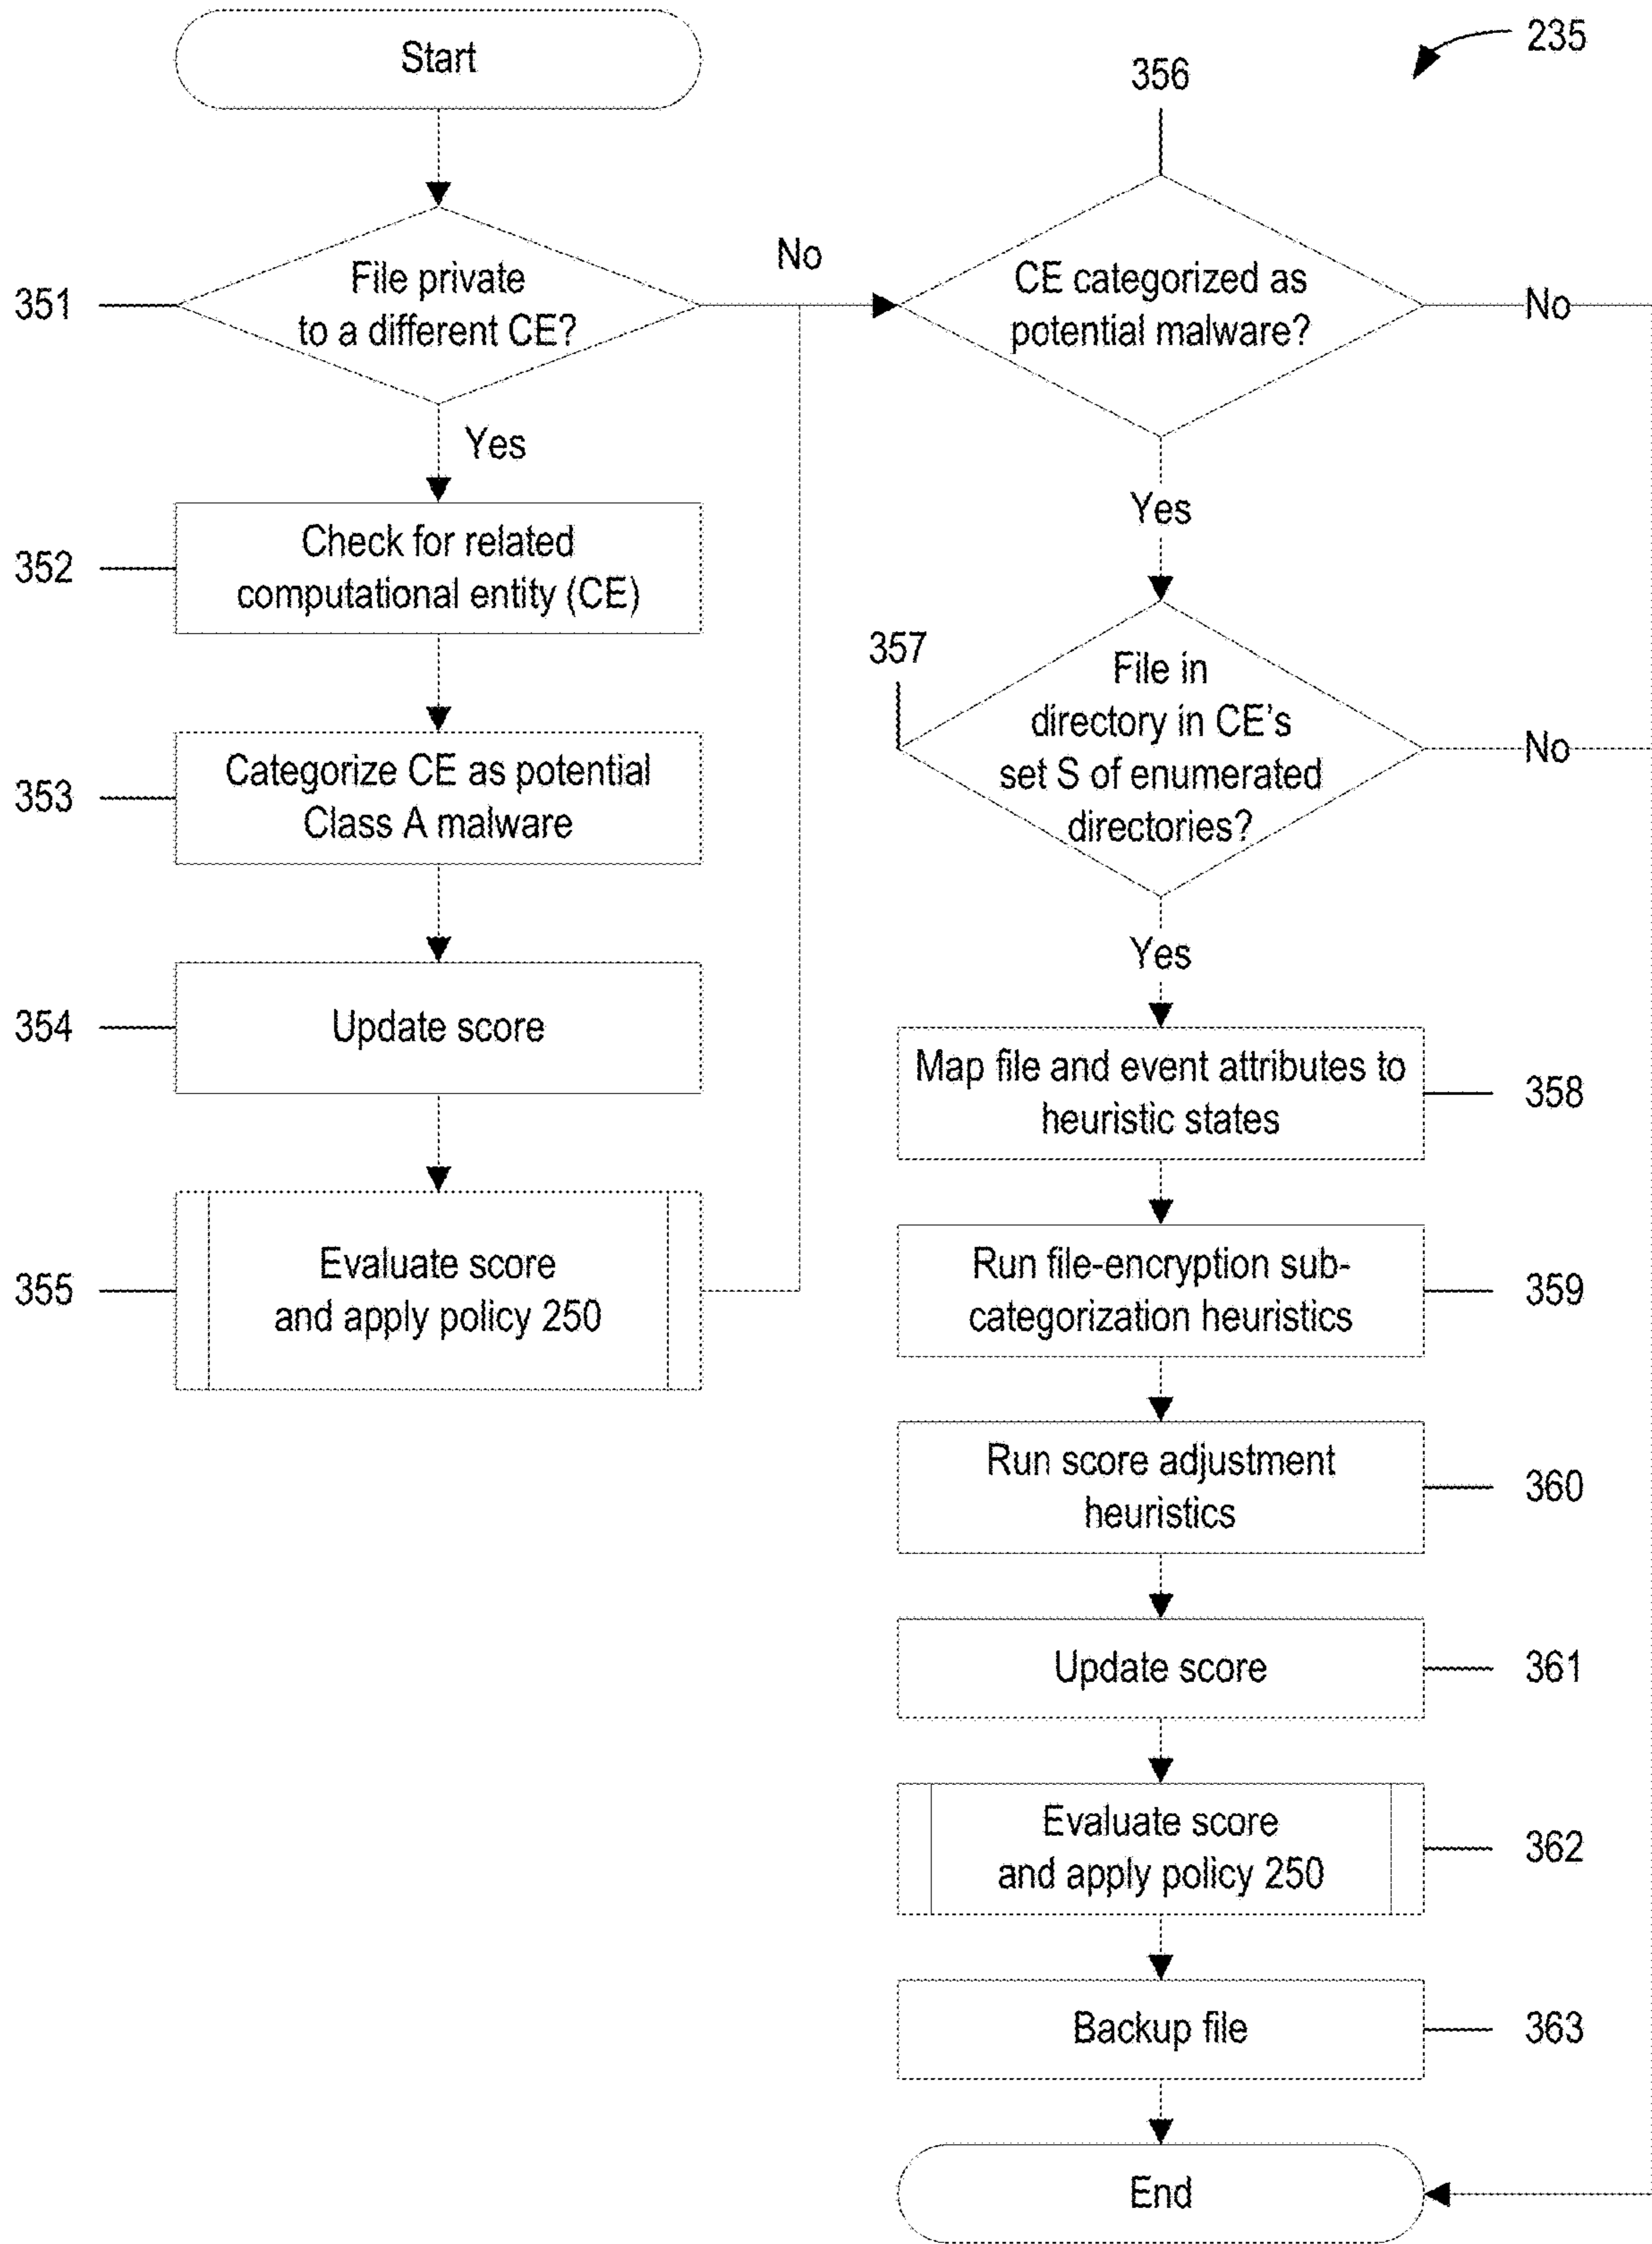 Start
235
356
351
File private
to a different CE?
No
CE categorized as
potential malware?
No
Yes
352
Check for related
computational entity (CE)
Yes
357
File in
directory in CE's
set S of enumerated
directories?
No
353
Categorize CE as potential
Class A malware
Yes
354
Update score
Map file and event attributes to
heuristic states
358
355
Evaluate score
and apply policy 250
Run file-encryption sub-
categorization heuristics
359
Run score adjustment
heuristics
360
Update score
361
Evaluate score
and apply policy 250
362
Backup file
363
End